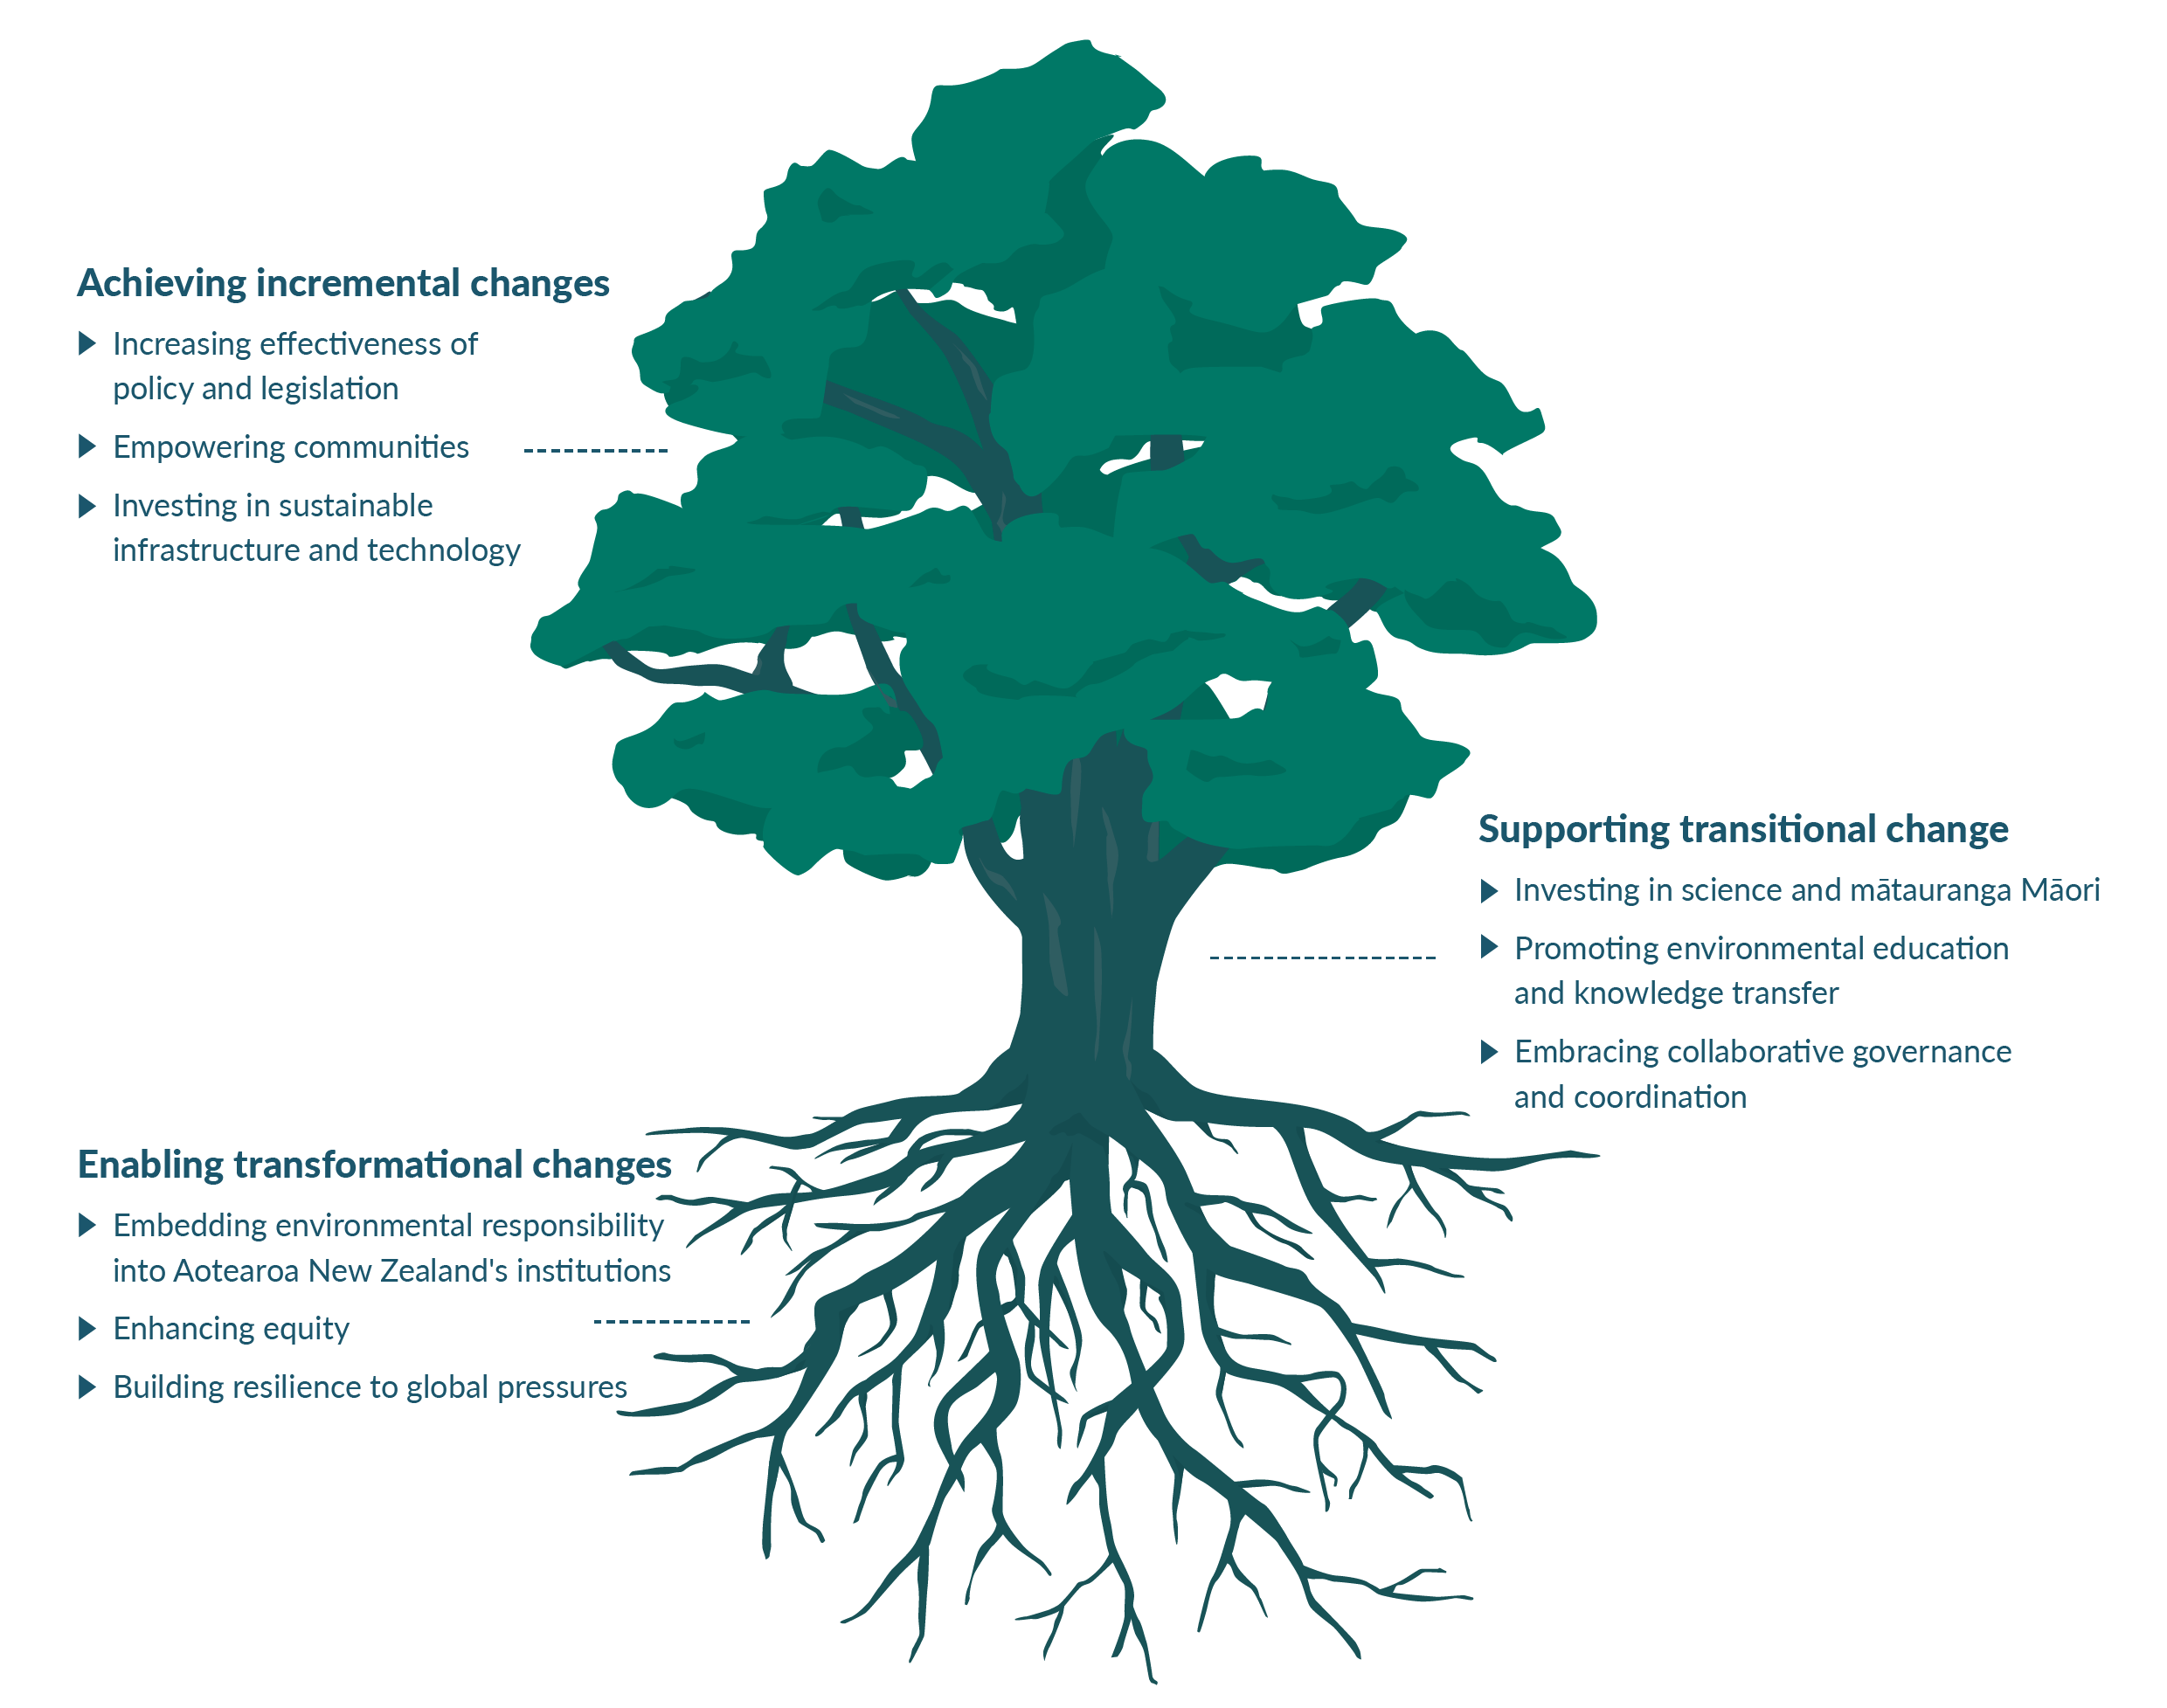 Achieving incremental changes
Increasing effectiveness of
policy and legislation
Empowering communities
Investing in sustainable
infrastructure and technology
Supporting transitional change
Investing in science and mātauranga Māori
Promoting environmental education
and knowledge transfer
Embracing collaborative governance
and coordination
Enabling transformational changes
Embedding environmental responsibility
into Aotearoa New Zealand's institutions
Enhancing equity
Building resilience to global pressures